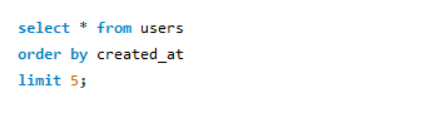 select * from users
order by created_at
limit 5;